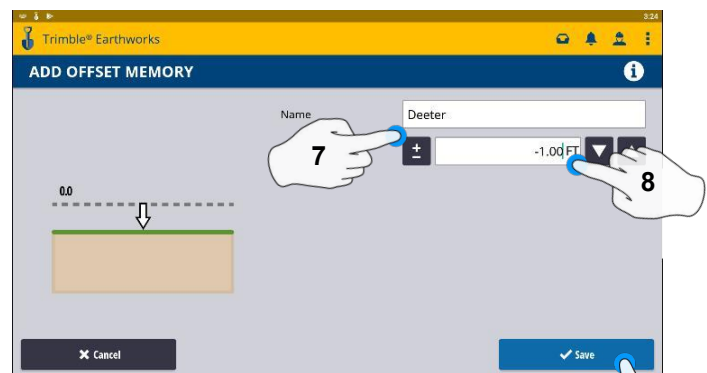 3:24
Trimble® Earthworks
ADD OFFSET MEMORY
Name Deeter
7 ± -1.00 FT
8
0.0
Cancel Save